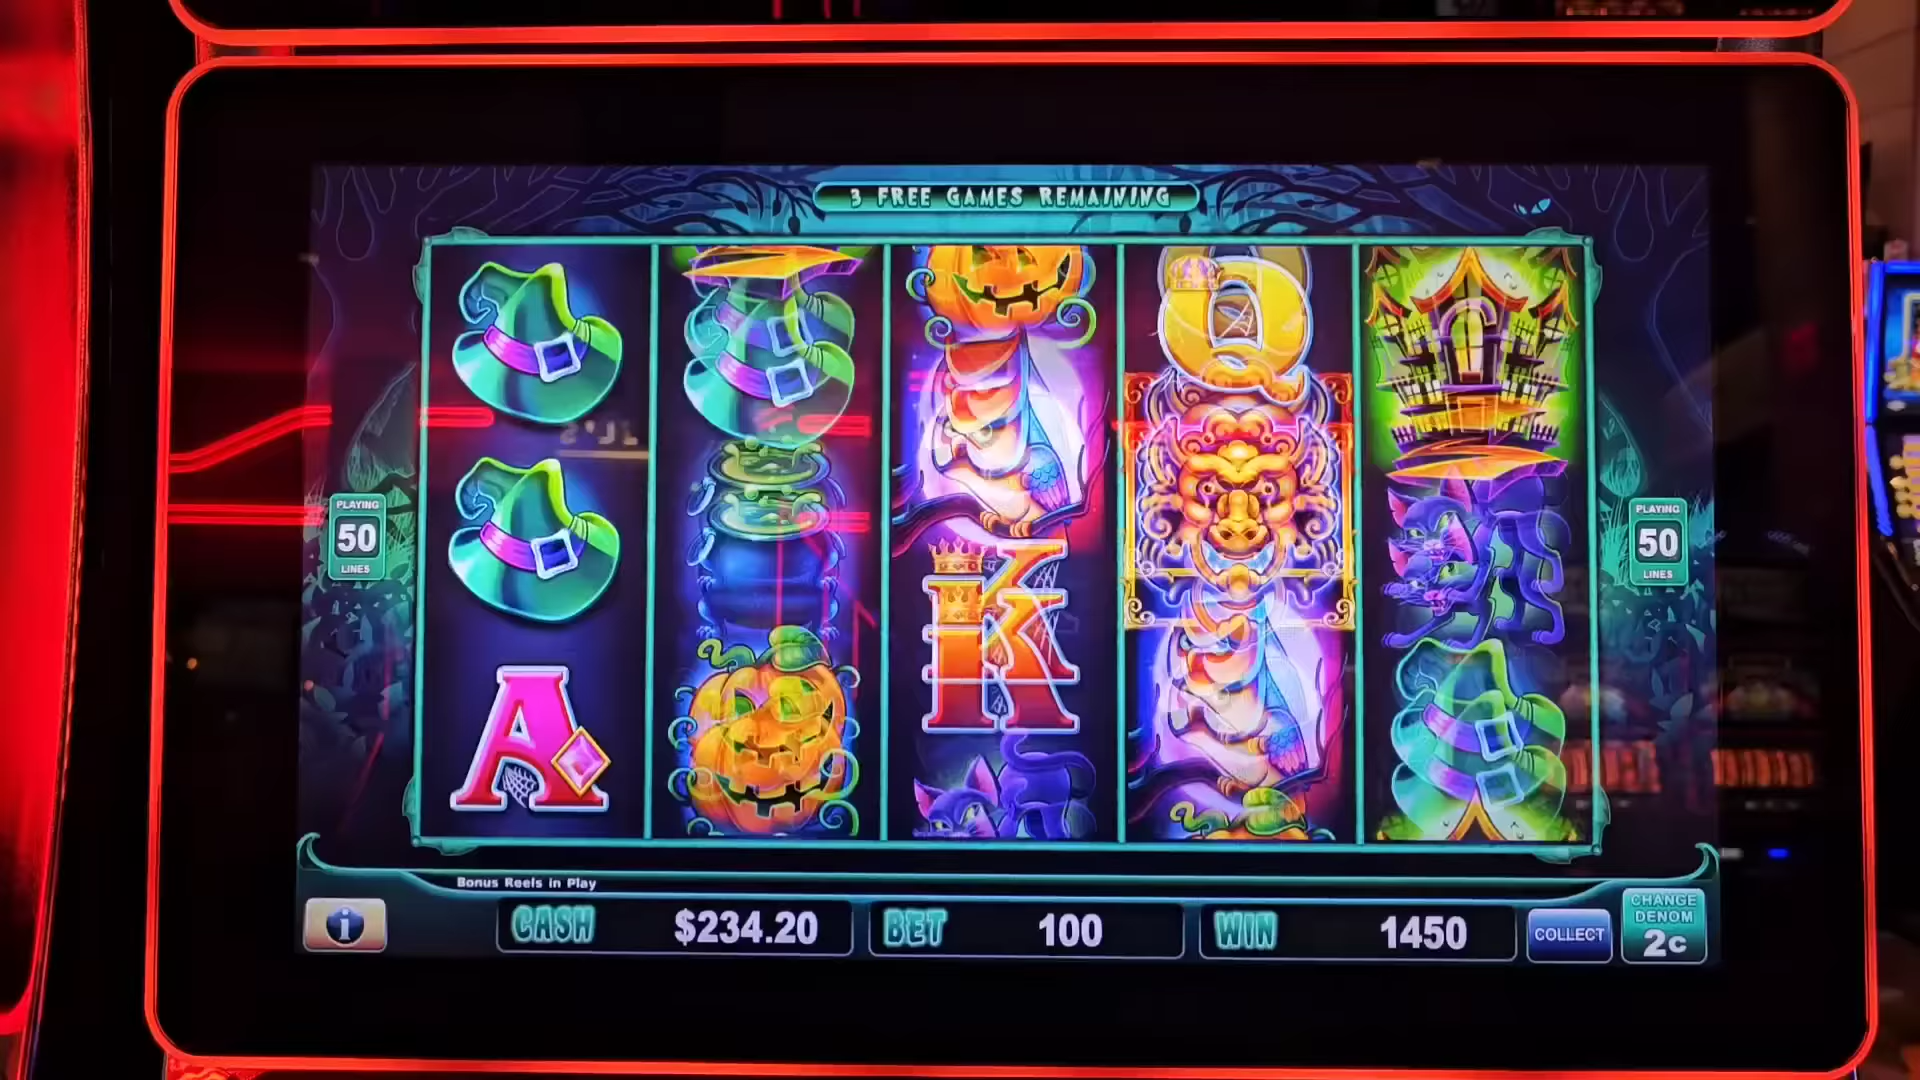 3 FREE GAMES REMAINING
Q
PLAYING
50
LINES
PLAYING
50
LINES
K
A
Bonus Reels in Play
CASH $234.20
BET 100
WIN 1450
COLLECT
CHANGE
DENOM
2c
i